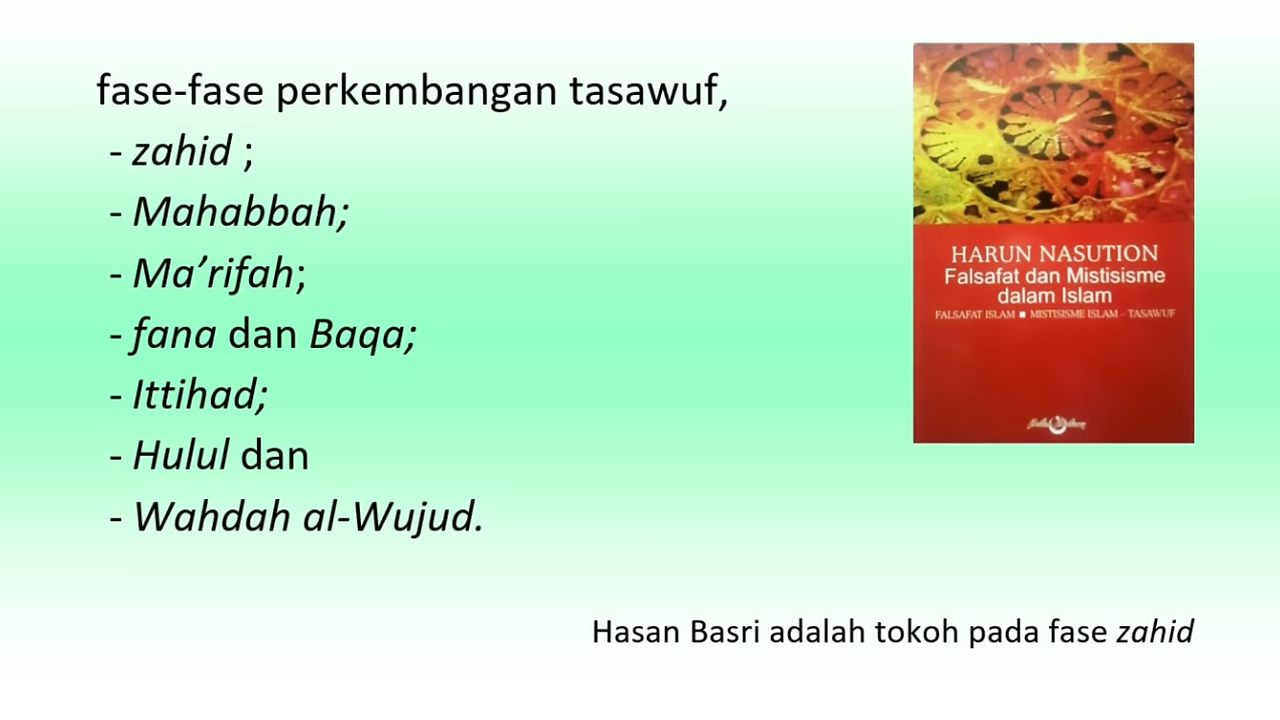 fase-fase perkembangan tasawuf,
- zahid ;
- Mahabbah;
- Ma’rifah;
- fana dan Baqa;
- Ittihad;
- Hulul dan
- Wahdah al-Wujud.
HARUN NASUTION
Falsafat dan Mistisisme
dalam Islam
FALSAFAT ISLAM ■ MISTISISME ISLAM - TASAWUF
Hasan Basri adalah tokoh pada fase zahid